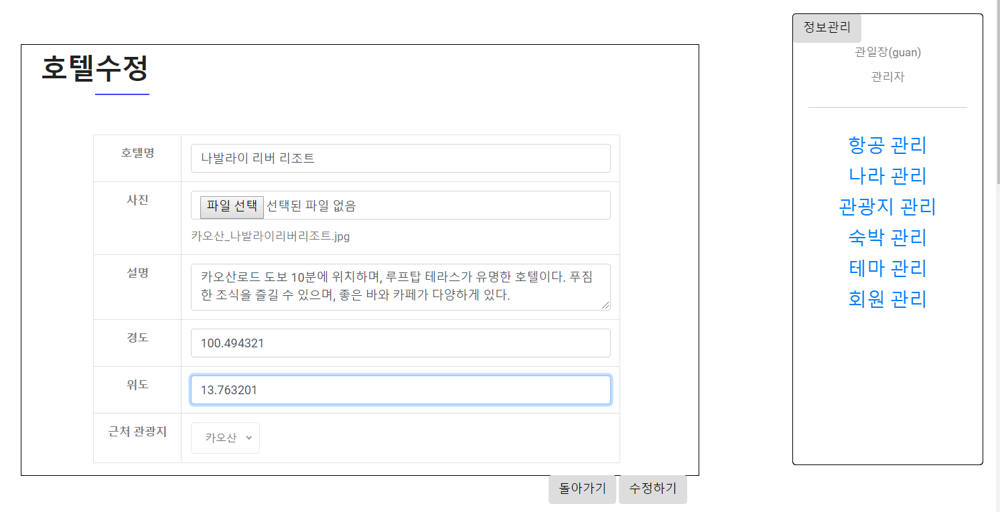 호텔수정
호텔명
나발라이 리버 리조트
사진
파일 선택 선택된 파일 없음
카오산_나발라이리버리조트.jpg
설명
카오산로드 도보 10분에 위치하며, 루프탑 테라스가 유명한 호텔이다. 푸짐
한 조식을 즐길 수 있으며, 좋은 바와 카페가 다양하게 있다.
경도
100.494321
위도
13.763201
근처 관광지
카오산
돌아가기 수정하기
정보관리
관일장(guan)
관리자
항공 관리
나라 관리
관광지 관리
숙박 관리
테마 관리
회원 관리